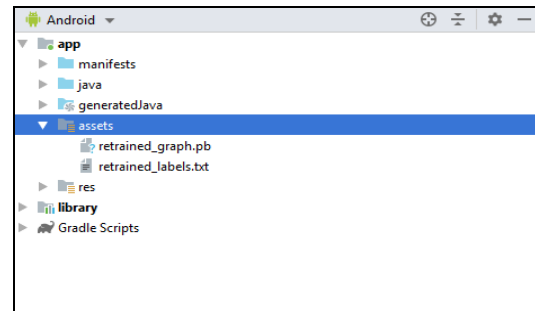 Android
app
manifests
java
generatedJava
assets
retrained_graph.pb
retrained_labels.txt
res
library
Gradle Scripts